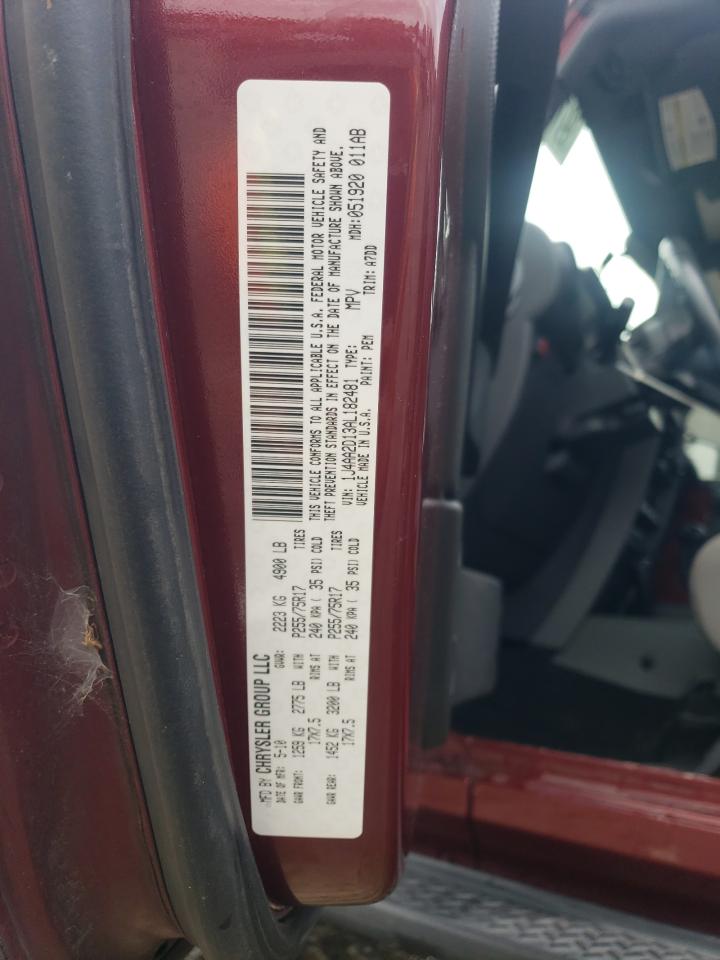 MFD BY CHRYSLER GROUP LLC
DATE OF MFR: 5-10 GVWR: 2223 KG 4900 LB
GAWR FRONT: 1259 KG 2775 LB WITH P255/75R17 TIRES
17X7.5 RIMS AT 240 KPA ( 35 PSI) COLD
GAWR REAR: 1452 KG 3200 LB WITH P255/75R17 TIRES
17X7.5 RIMS AT 240 KPA ( 35 PSI) COLD
THIS VEHICLE CONFORMS TO ALL APPLICABLE U.S.A. FEDERAL MOTOR VEHICLE SAFETY AND
THEFT PREVENTION STANDARDS IN EFFECT ON THE DATE OF MANUFACTURE SHOWN ABOVE.
VIN: 1J4AA2D13AL182481 TYPE: MPV MDH:051920 011AB
VEHICLE MADE IN U.S.A. PAINT: PEM TRIM: A7DD